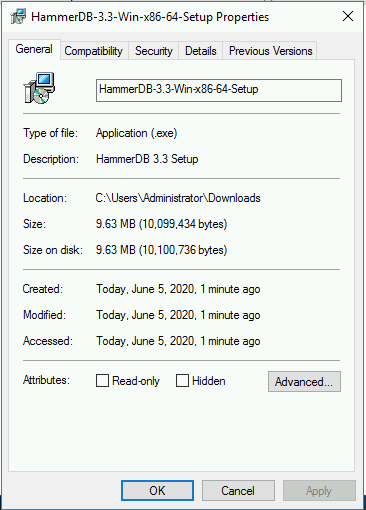 HammerDB-3.3-Win-x86-64-Setup Properties
General Compatibility Security Details Previous Versions
HammerDB-3.3-Win-x86-64-Setup
Type of file: Application (.exe)
Description: HammerDB 3.3 Setup
Location: C:\Users\Administrator\Downloads
Size: 9.63 MB (10,099,434 bytes)
Size on disk: 9.63 MB (10,100,736 bytes)
Created: Today, June 5, 2020, 1 minute ago
Modified: Today, June 5, 2020, 1 minute ago
Accessed: Today, June 5, 2020, 1 minute ago
Attributes: Read-only Hidden Advanced...
OK Cancel Apply